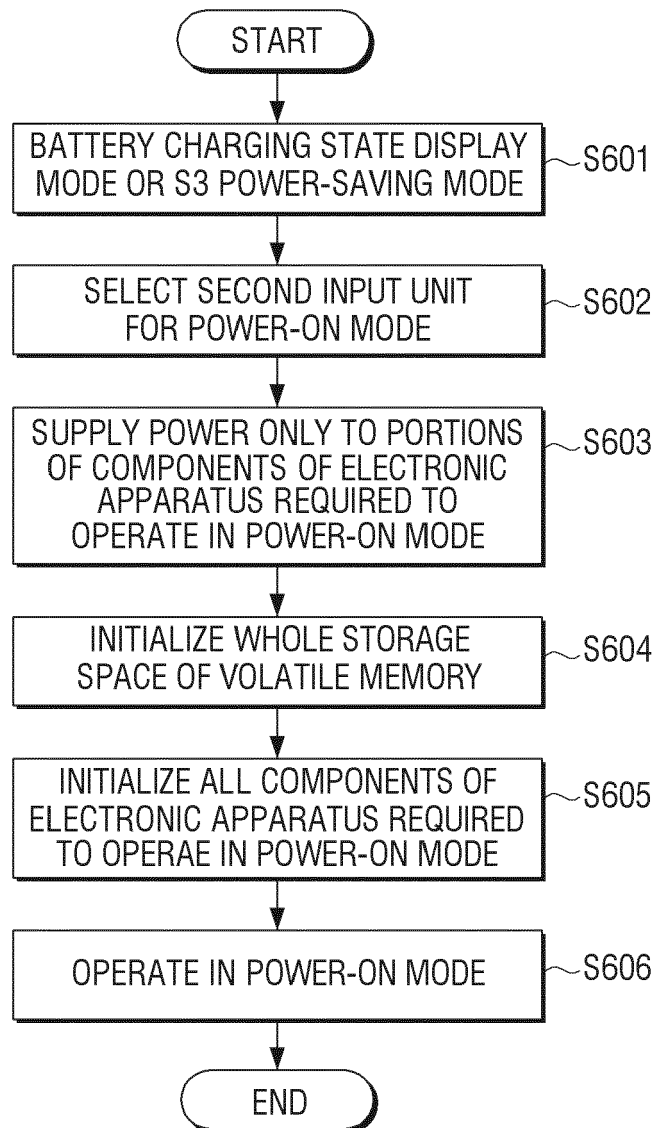 START
BATTERY CHARGING STATE DISPLAY
MODE OR S3 POWER-SAVING MODE
S601
SELECT SECOND INPUT UNIT
FOR POWER-ON MODE
S602
SUPPLY POWER ONLY TO PORTIONS
OF COMPONENTS OF ELECTRONIC
APPARATUS REQUIRED TO
OPERATE IN POWER-ON MODE
S603
INITIALIZE WHOLE STORAGE
SPACE OF VOLATILE MEMORY
S604
INITIALIZE ALL COMPONENTS OF
ELECTRONIC APPARATUS REQUIRED
TO OPERAE IN POWER-ON MODE
S605
OPERATE IN POWER-ON MODE
S606
END